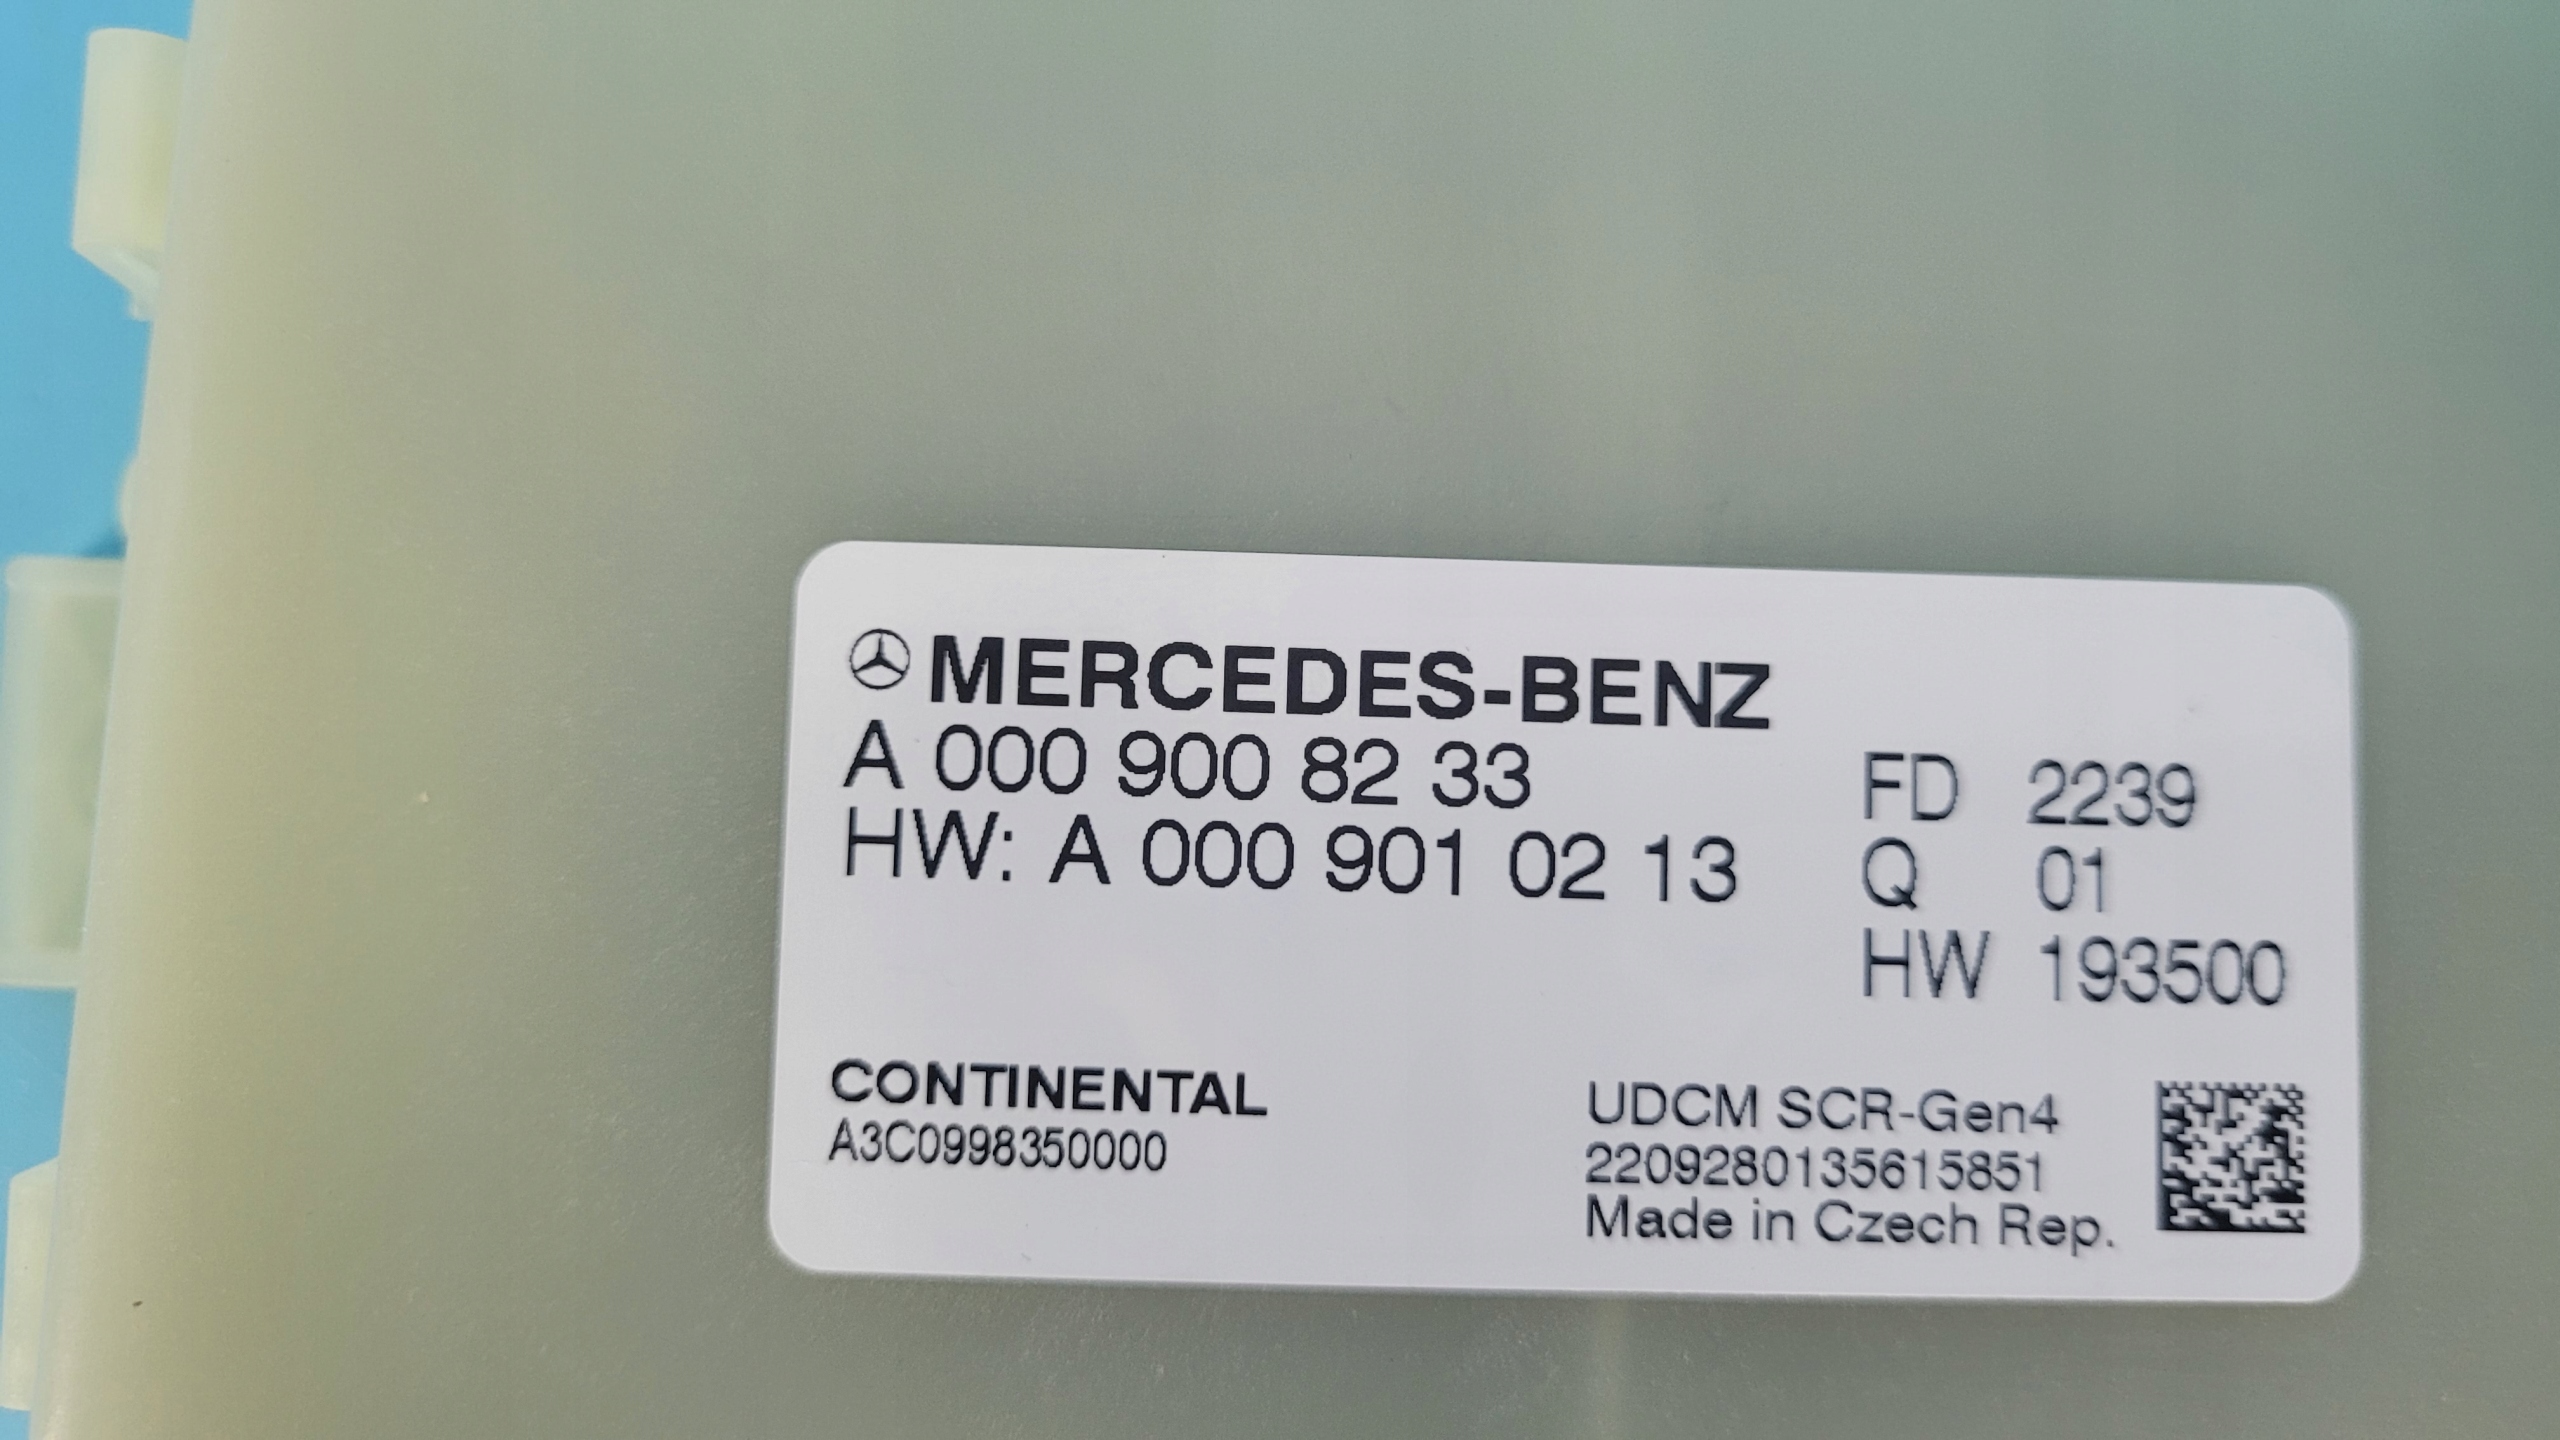 MERCEDES-BENZ
A 000 900 82 33
HW: A 000 901 02 13
FD 2239
Q 01
HW 193500
CONTINENTAL
A3C0998350000
UDCM SCR-Gen4
2209280135615851
Made in Czech Rep.